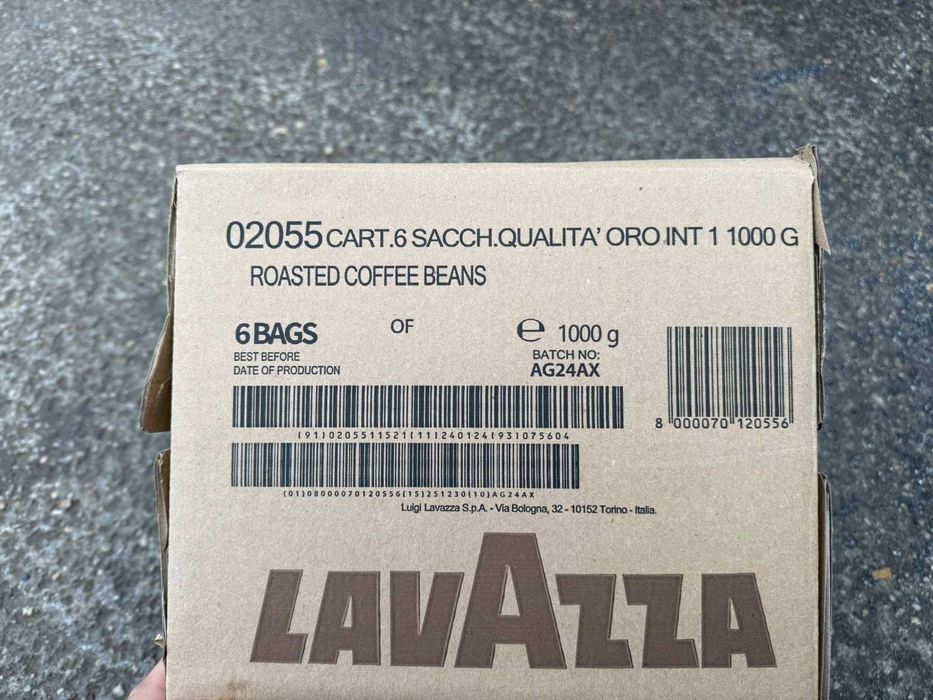 02055 CART.6 SACCH.QUALITA' ORO INT 1 1000 G
ROASTED COFFEE BEANS
6 BAGS OF ℮ 1000 g
BEST BEFORE
DATE OF PRODUCTION
BATCH NO:
AG24AX
(91)0205511521(11)240124(93)075604
8 000070 120556
(01)08000070120556(15)251230(10)AG24AX
Luigi Lavazza S.p.A. - Via Bologna, 32 - 10152 Torino - Italia.
LAVAZZA